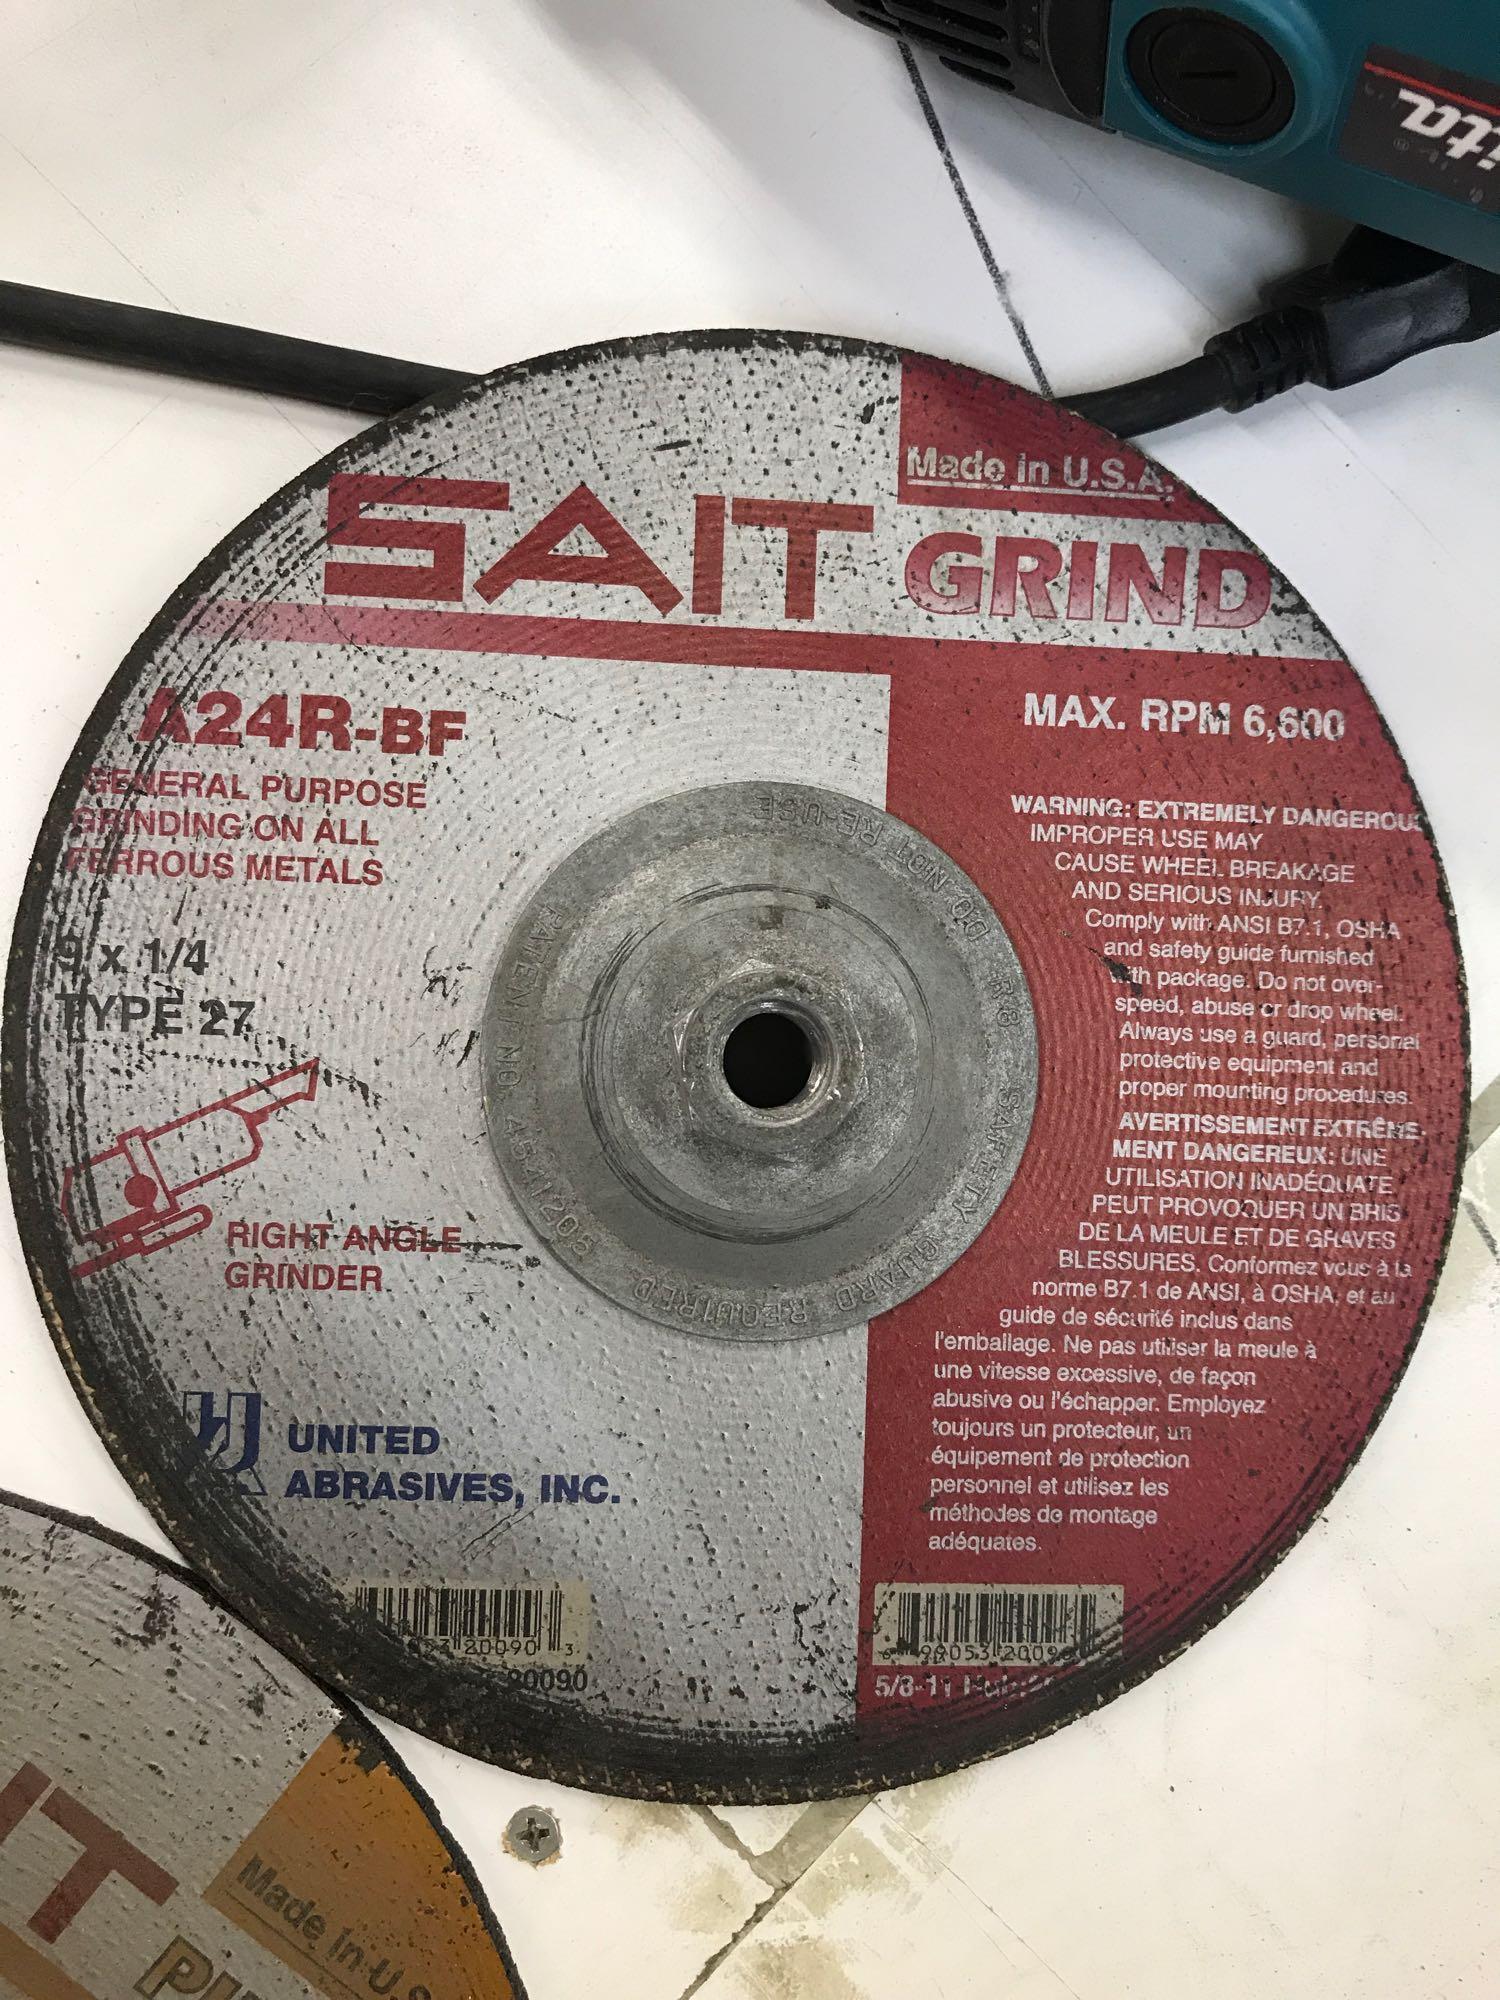 Made in U.S.A.
SAIT GRIND
A24R-BF
GENERAL PURPOSE
GRINDING ON ALL
FERROUS METALS
9 x 1/4
TYPE 27
RIGHT ANGLE
GRINDER
UNITED
ABRASIVES, INC.
MAX. RPM 6,600
WARNING: EXTREMELY DANGEROUS
IMPROPER USE MAY
CAUSE WHEEL BREAKAGE
AND SERIOUS INJURY.
Comply with ANSI B7.1, OSHA
and safety guide furnished
with package. Do not over-
speed, abuse or drop wheel.
Always use a guard, personal
protective equipment and
proper mounting procedures.
AVERTISSEMENT EXTRÊME-
MENT DANGEREUX: UNE
UTILISATION INADÉQUATE
PEUT PROVOQUER UN BRIS
DE LA MEULE ET DE GRAVES
BLESSURES. Conformez vous à la
norme B7.1 de ANSI, à OSHA, et au
guide de sécurité inclus dans
l'emballage. Ne pas utiliser la meule à
une vitesse excessive, de façon
abusive ou l'échapper. Employez
toujours un protecteur, un
équipement de protection
personnel et utilisez les
méthodes de montage
adéquates.
DO NOT RE-USE
SAFETY GUARD REQUIRED
PATENT NO. 4541205
20090 3
20090
5/8-11 Hub:
Made in U.S